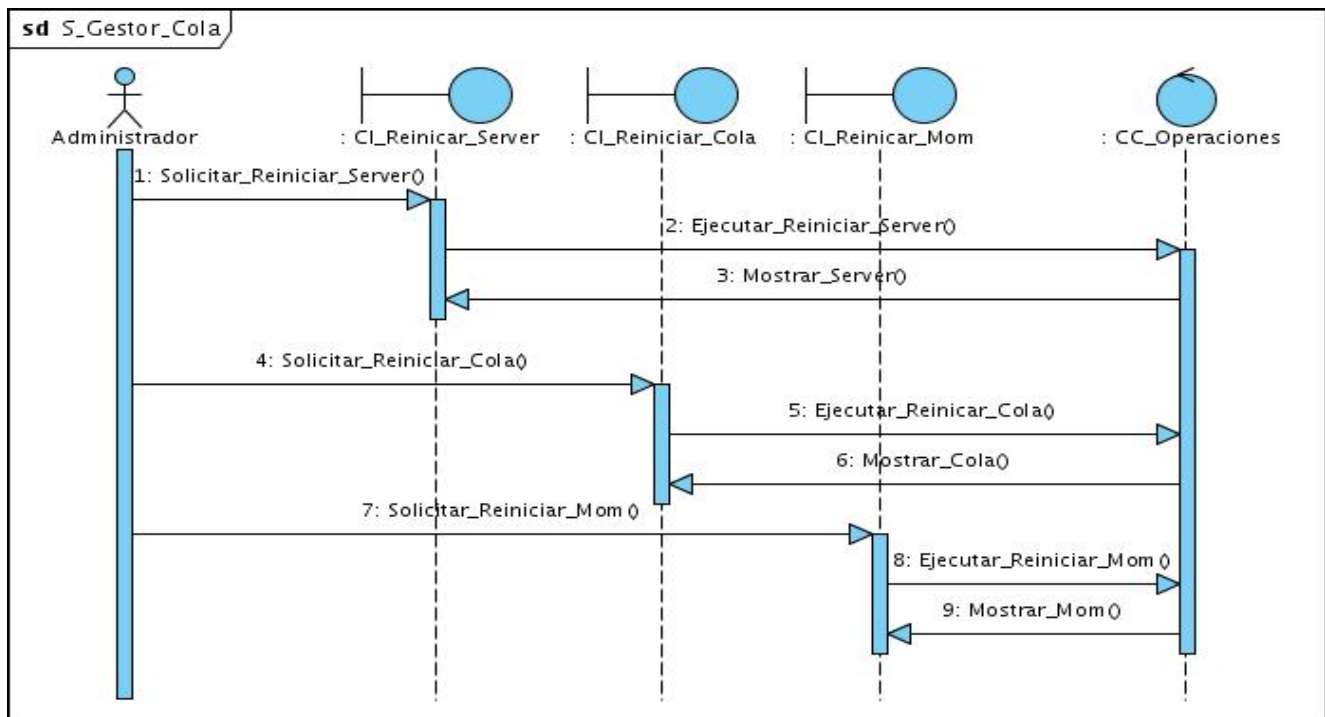 sd S_Gestor_Cola
Administrador
: CI_Reinicar_Server
: CI_Reiniciar_Cola
: CI_Reinicar_Mom
: CC_Operaciones
1: Solicitar_Reiniciar_Server()
2: Ejecutar_Reiniciar_Server()
3: Mostrar_Server()
4: Solicitar_Reiniciar_Cola()
5: Ejecutar_Reinicar_Cola()
6: Mostrar_Cola()
7: Solicitar_Reiniciar_Mom()
8: Ejecutar_Reiniciar_Mom()
9: Mostrar_Mom()